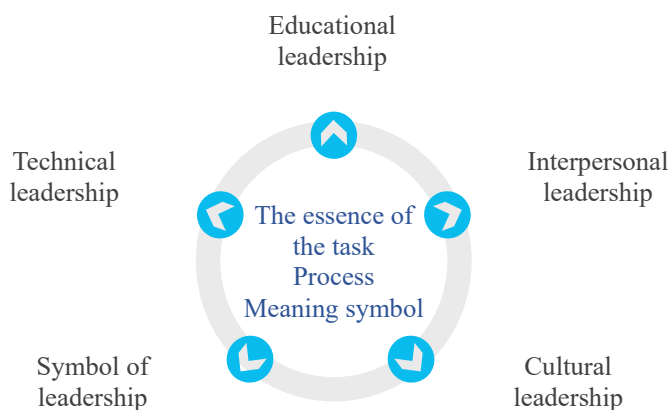 Educational
leadership
Technical
leadership
Interpersonal
leadership
The essence of
the task
Process
Meaning symbol
Symbol of
leadership
Cultural
leadership